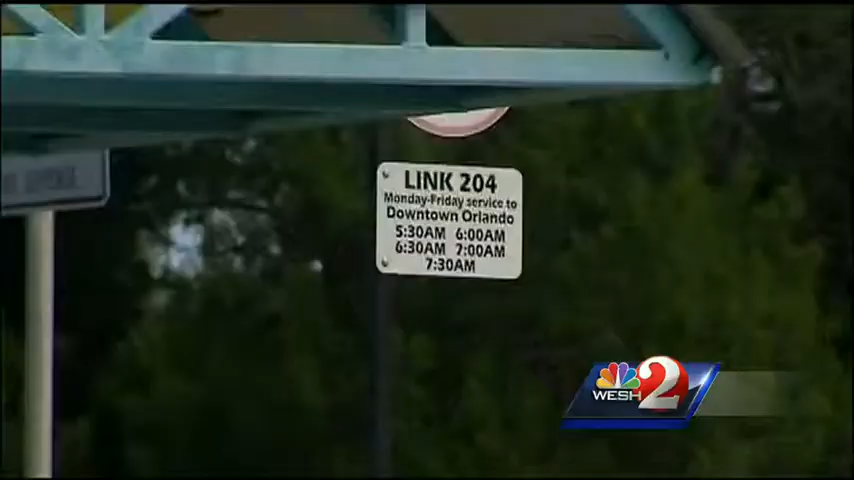 LINK 204
Monday-Friday service to
Downtown Orlando
5:30AM 6:00AM
6:30AM 7:00AM
7:30AM
WESH 2